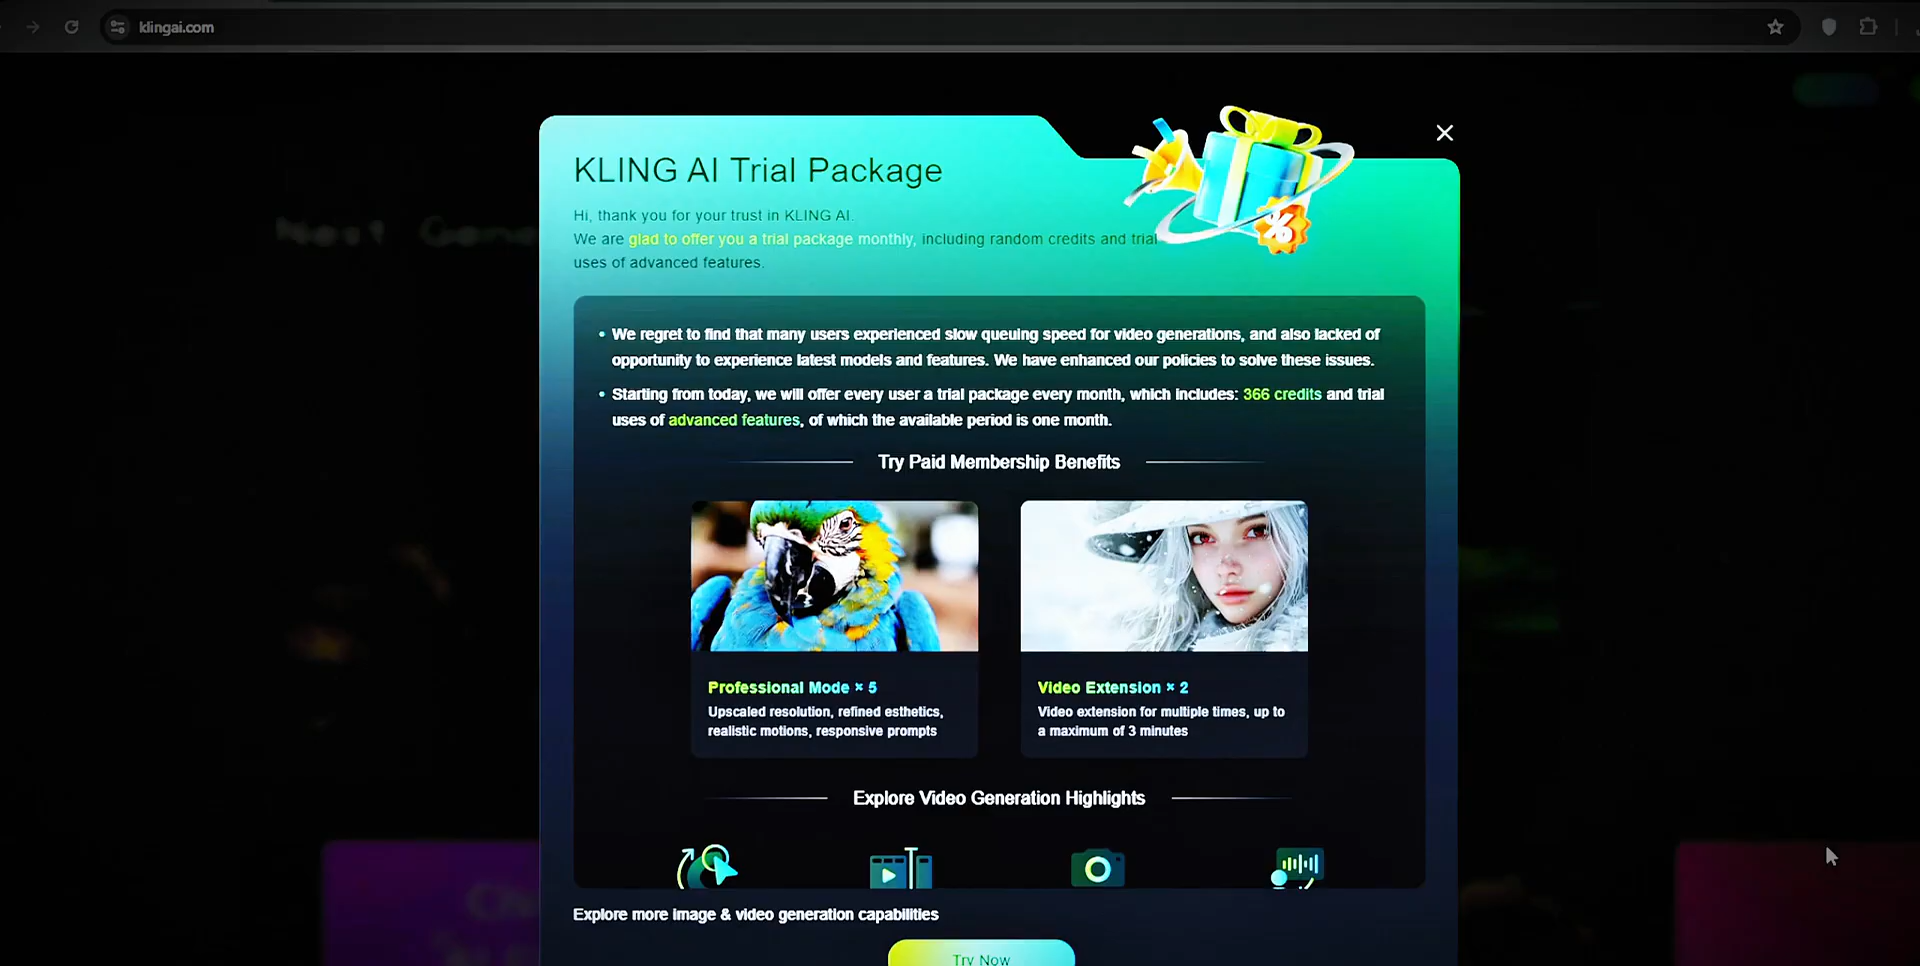 klingai.com
KLING AI Trial Package
Hi, thank you for your trust in KLING AI.
We are glad to offer you a trial package monthly, including random credits and trial
uses of advanced features.
• We regret to find that many users experienced slow queuing speed for video generations, and also lacked of
opportunity to experience latest models and features. We have enhanced our policies to solve these issues.
• Starting from today, we will offer every user a trial package every month, which includes: 366 credits and trial
uses of advanced features, of which the available period is one month.
Try Paid Membership Benefits
Professional Mode × 5
Upscaled resolution, refined esthetics,
realistic motions, responsive prompts
Video Extension × 2
Video extension for multiple times, up to
a maximum of 3 minutes
Explore Video Generation Highlights
Explore more image & video generation capabilities
Try Now